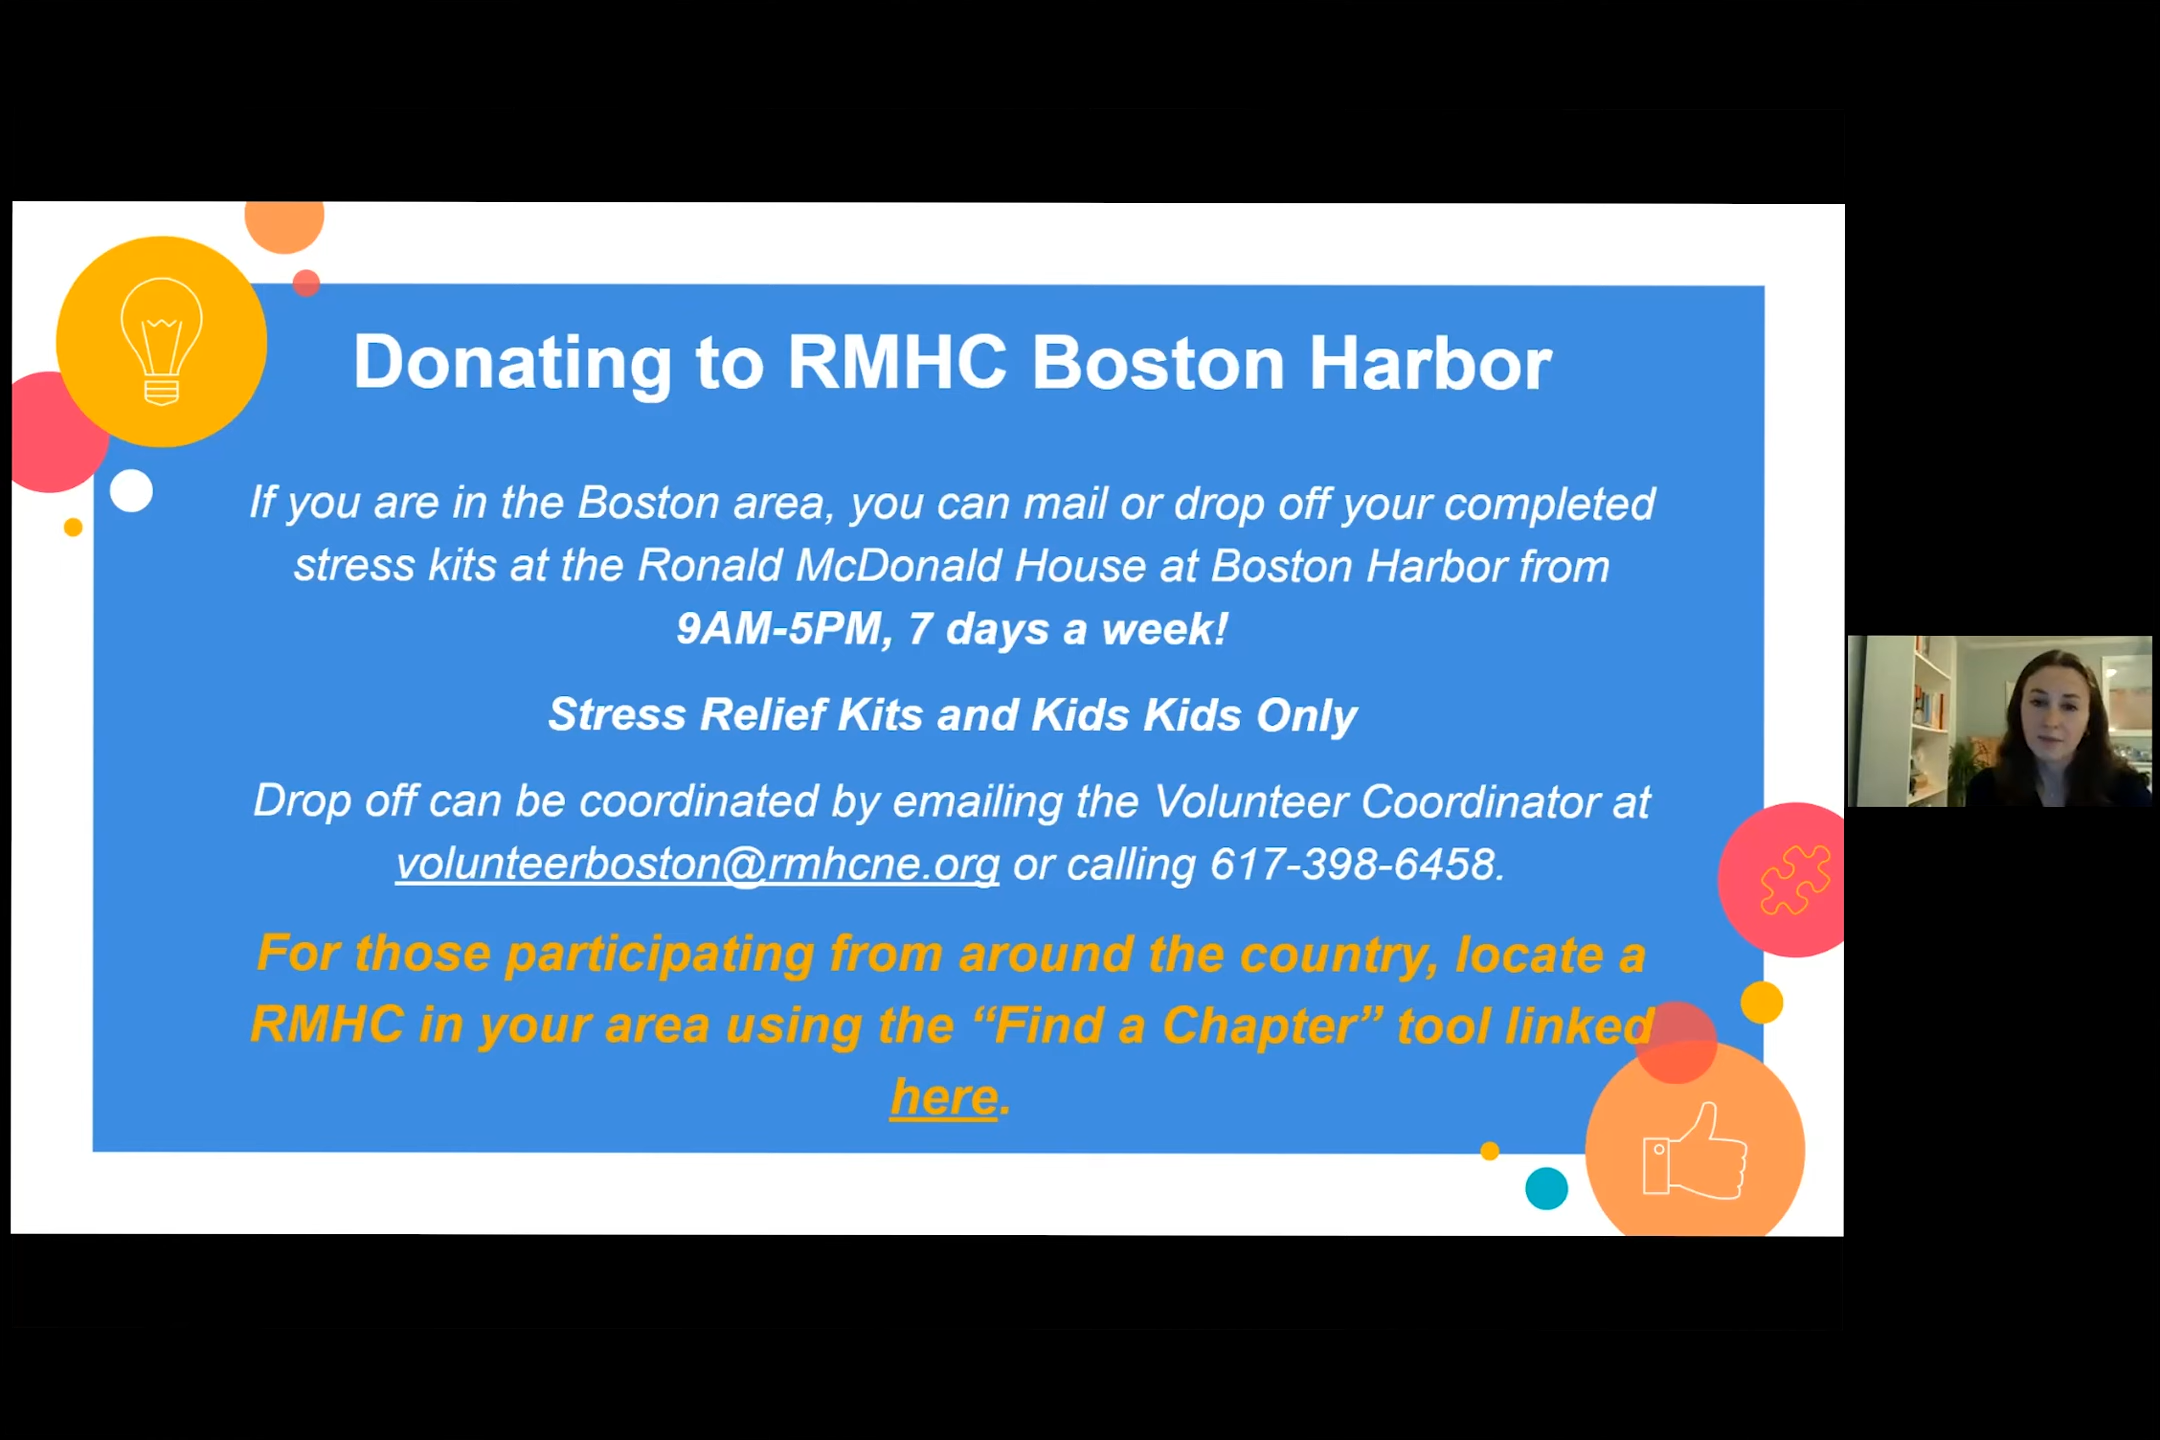 Donating to RMHC Boston Harbor
If you are in the Boston area, you can mail or drop off your completed
stress kits at the Ronald McDonald House at Boston Harbor from
9AM-5PM, 7 days a week!
Stress Relief Kits and Kids Kids Only
Drop off can be coordinated by emailing the Volunteer Coordinator at
volunteerboston@rmhcne.org or calling 617-398-6458.
For those participating from around the country, locate a
RMHC in your area using the “Find a Chapter” tool linked
here.